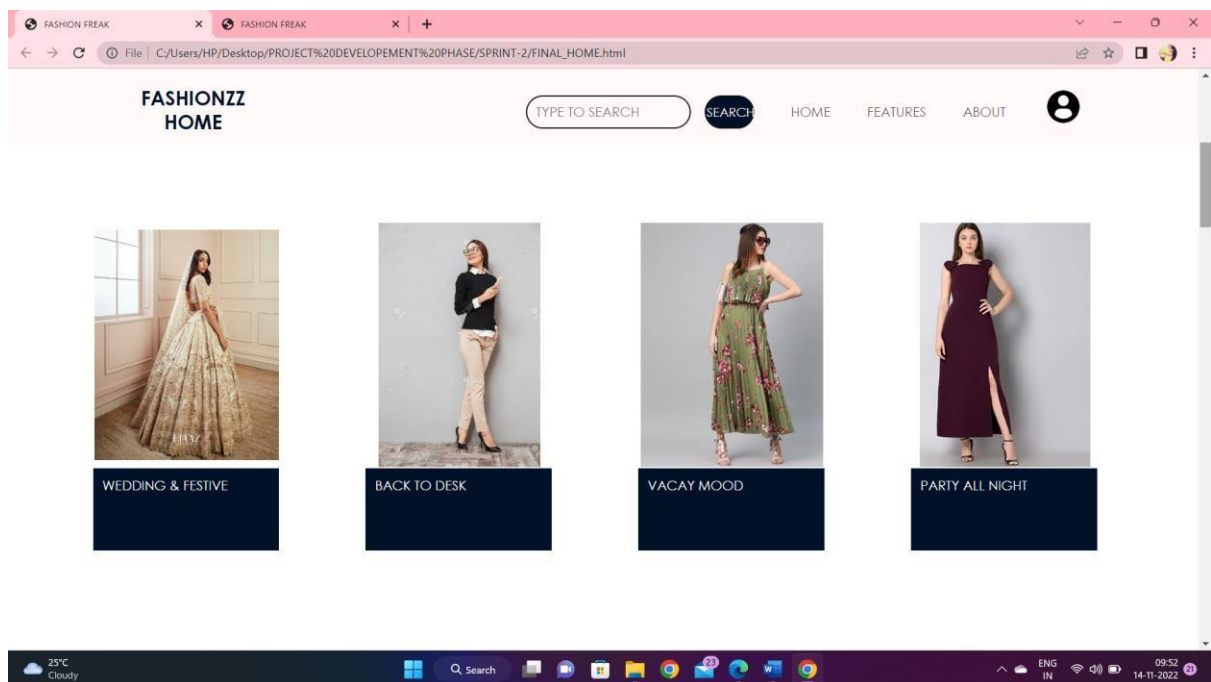 FASHION FREAK
FASHION FREAK
File C:/Users/HP/Desktop/PROJECT%20DEVELOPEMENT%20PHASE/SPRINT-2/FINAL_HOME.html
FASHIONZZ
HOME
TYPE TO SEARCH
SEARCH
HOME
FEATURES
ABOUT
WEDDING & FESTIVE
BACK TO DESK
VACAY MOOD
PARTY ALL NIGHT
25°C
Cloudy
Search
23
ENG
IN
09:52
14-11-2022
21